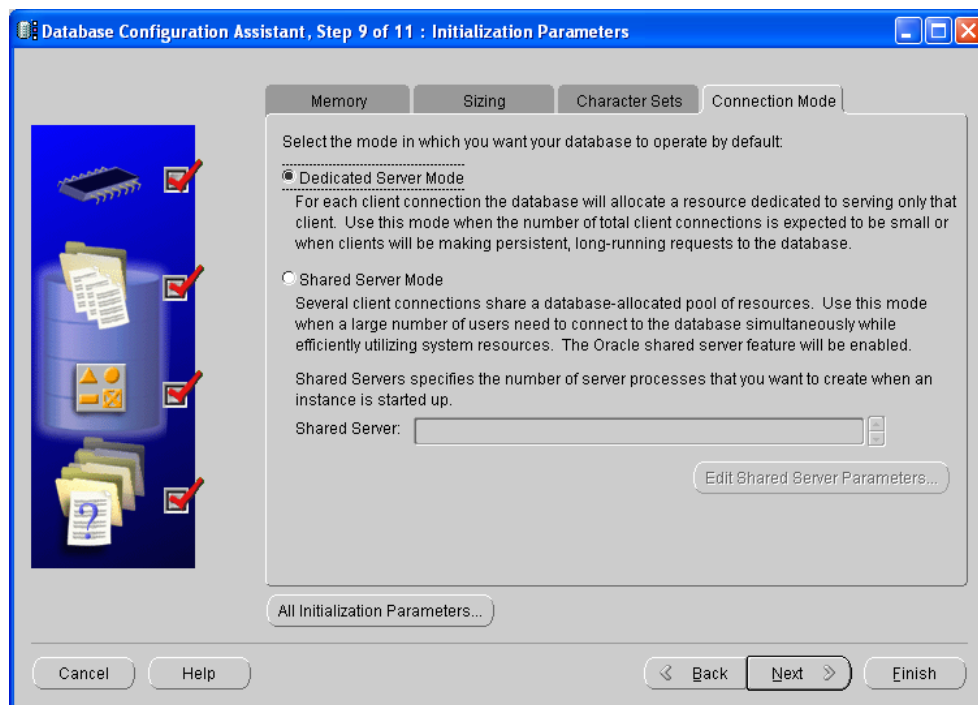 Database Configuration Assistant, Step 9 of 11 : Initialization Parameters
Memory
Sizing
Character Sets
Connection Mode
Select the mode in which you want your database to operate by default:
Dedicated Server Mode
For each client connection the database will allocate a resource dedicated to serving only that
client. Use this mode when the number of total client connections is expected to be small or
when clients will be making persistent, long-running requests to the database.
Shared Server Mode
Several client connections share a database-allocated pool of resources. Use this mode
when a large number of users need to connect to the database simultaneously while
efficiently utilizing system resources. The Oracle shared server feature will be enabled.
Shared Servers specifies the number of server processes that you want to create when an
instance is started up.
Shared Server:
Edit Shared Server Parameters...
?
All Initialization Parameters...
Cancel
Help
Back
Next
Finish